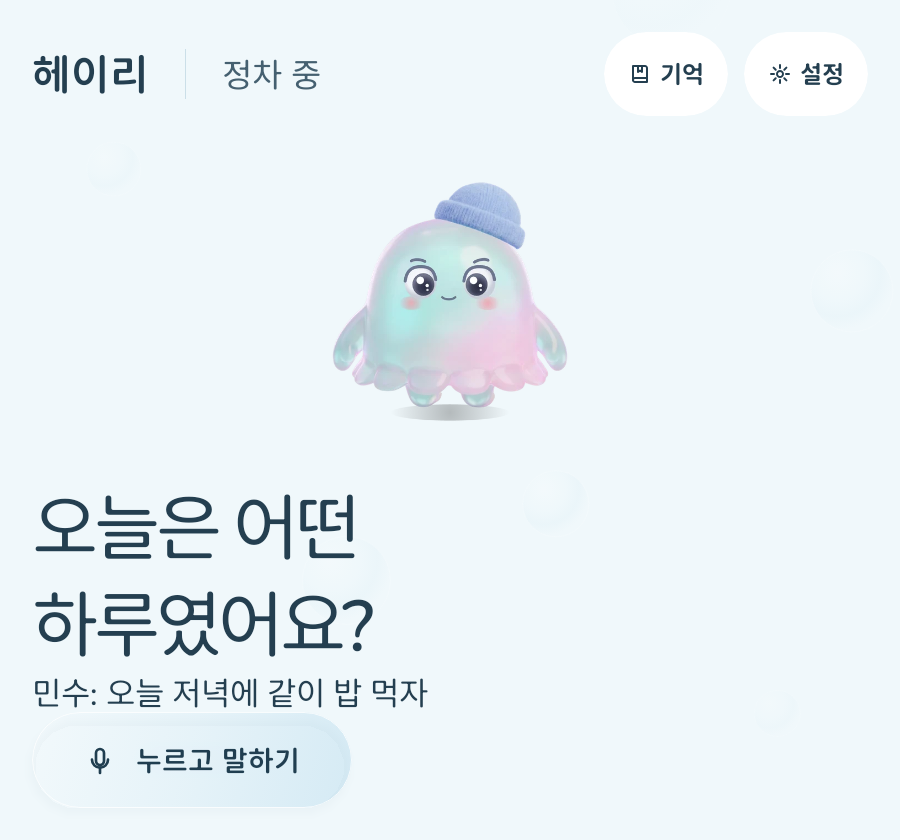 헤이리
정차 중
기억
설정
오늘은 어떤
하루였어요?
민수: 오늘 저녁에 같이 밥 먹자
누르고 말하기